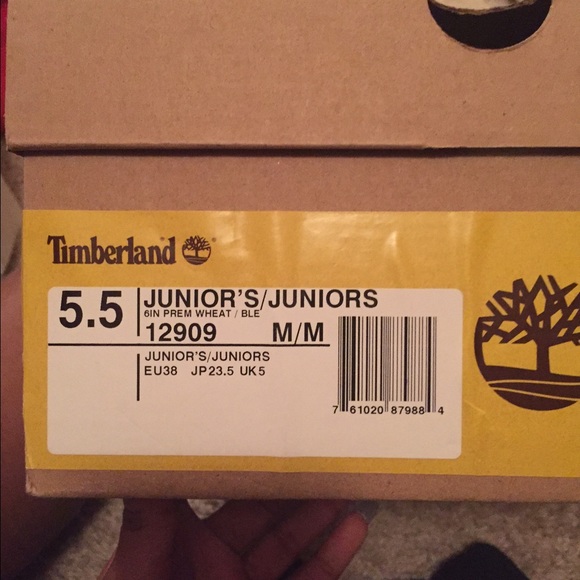 Timberland
5.5
JUNIOR'S/JUNIORS
6IN PREM WHEAT / BLE
12909 M/M
JUNIOR'S/JUNIORS
EU38 JP23.5 UK5
7 61020 87988 4